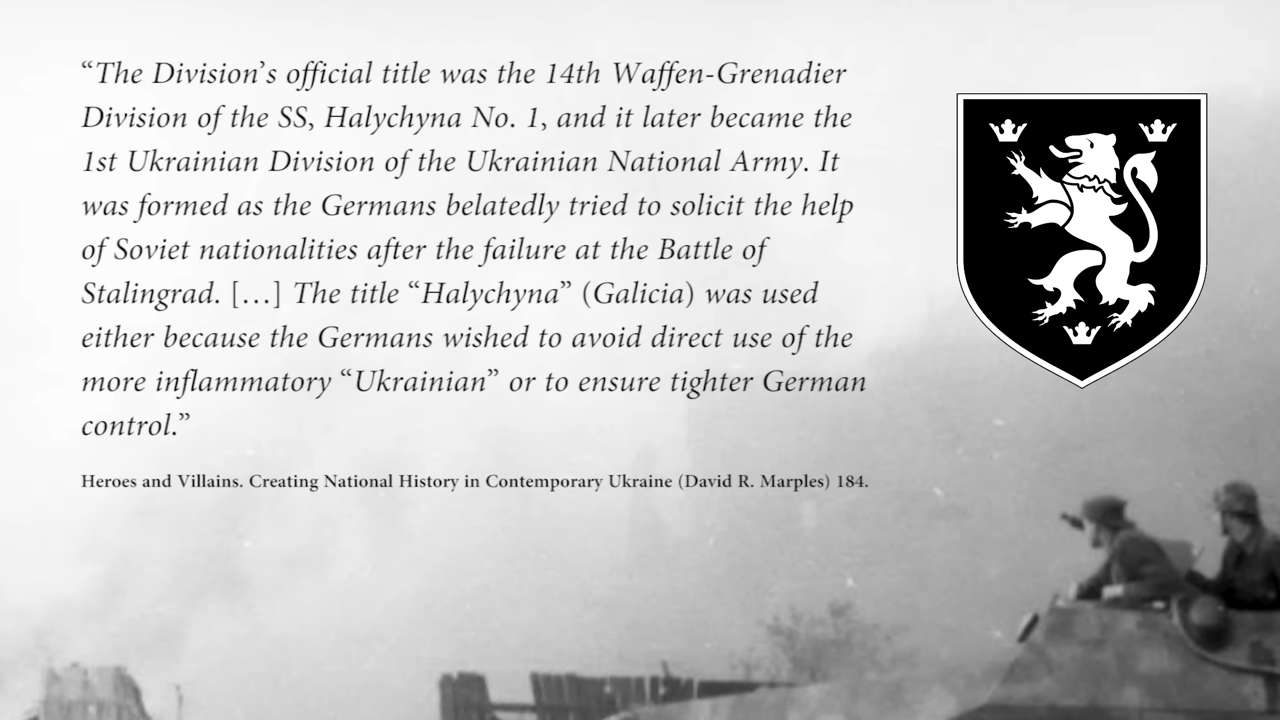 “The Division’s official title was the 14th Waffen-Grenadier
Division of the SS, Halychyna No. 1, and it later became the
1st Ukrainian Division of the Ukrainian National Army. It
was formed as the Germans belatedly tried to solicit the help
of Soviet nationalities after the failure at the Battle of
Stalingrad. […] The title “Halychyna” (Galicia) was used
either because the Germans wished to avoid direct use of the
more inflammatory “Ukrainian” or to ensure tighter German
control.”
Heroes and Villains. Creating National History in Contemporary Ukraine (David R. Marples) 184.